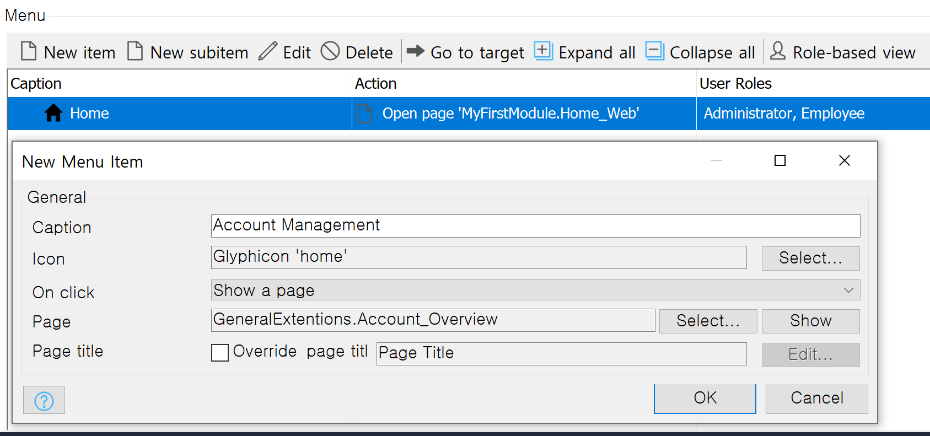 Menu
New item New subitem Edit Delete Go to target Expand all Collapse all Role-based view
Caption Action User Roles
Home Open page 'MyFirstModule.Home_Web' Administrator, Employee
New Menu Item
General
Caption Account Management
Icon Glyphicon 'home' Select...
On click Show a page
Page GeneralExtentions.Account_Overview Select... Show
Page title Override page titl Page Title Edit...
? OK Cancel